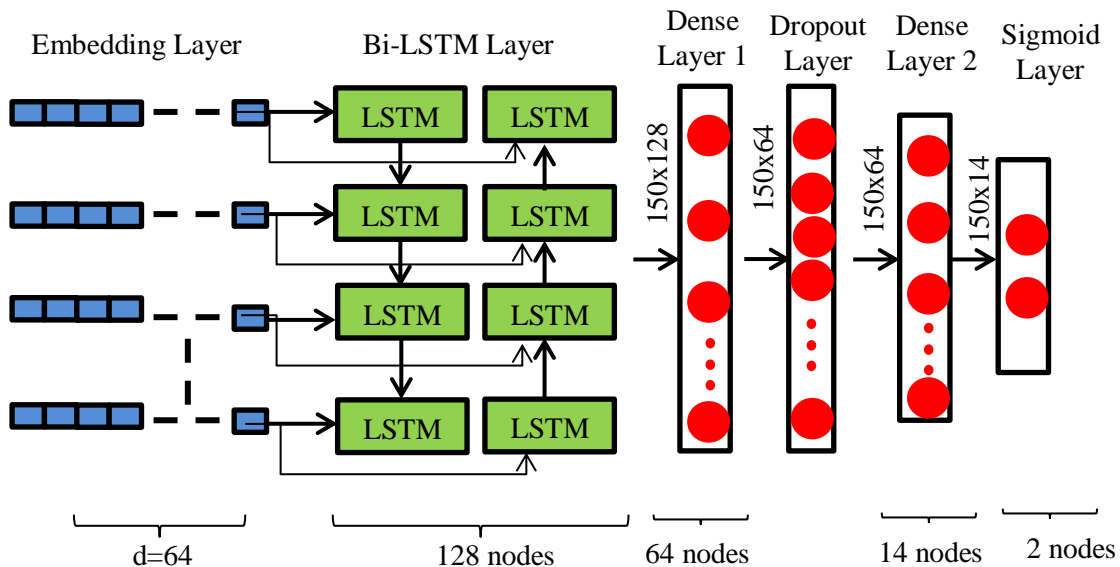 Embedding Layer
Bi-LSTM Layer
Dense
Layer 1
Dropout
Layer
Dense
Layer 2
Sigmoid
Layer
LSTM
LSTM
LSTM
LSTM
LSTM
LSTM
LSTM
LSTM
150x128
150x64
150x64
150x14
d=64
128 nodes
64 nodes
14 nodes
2 nodes